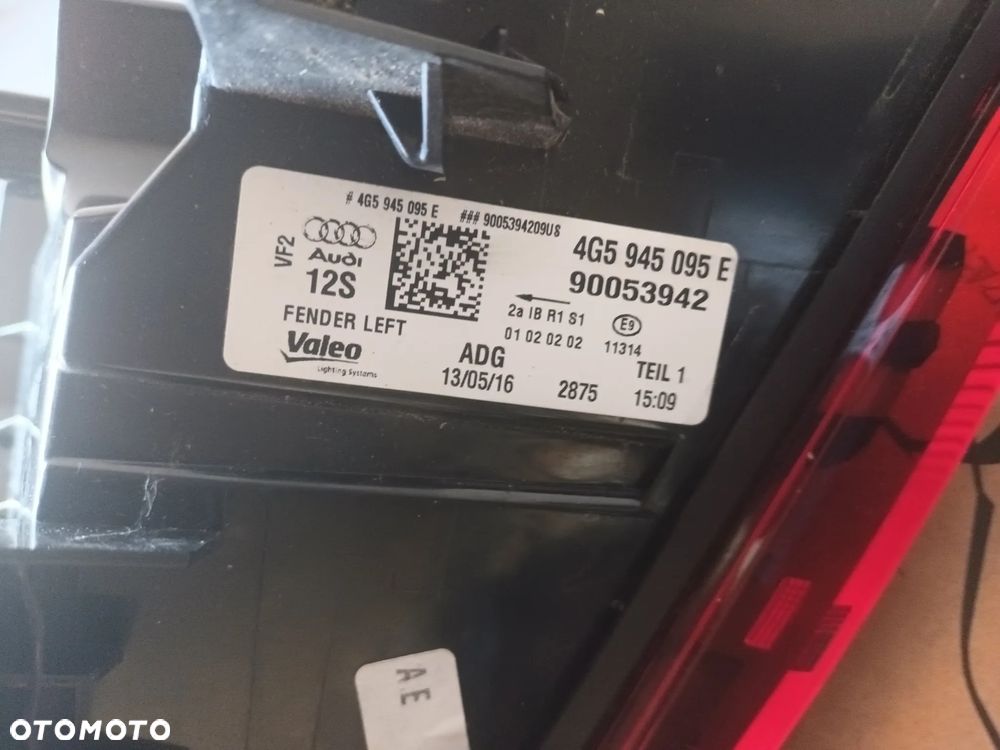 # 4G5 945 095 E ### 9005394209US
VF2
Audi
12S
4G5 945 095 E
90053942
FENDER LEFT
2a IB R1 S1
01 02 02 02
E9
11314
Valeo
Lighting Systems
ADG
TEIL 1
13/05/16
2875
15:09
AE
OTOMOTO